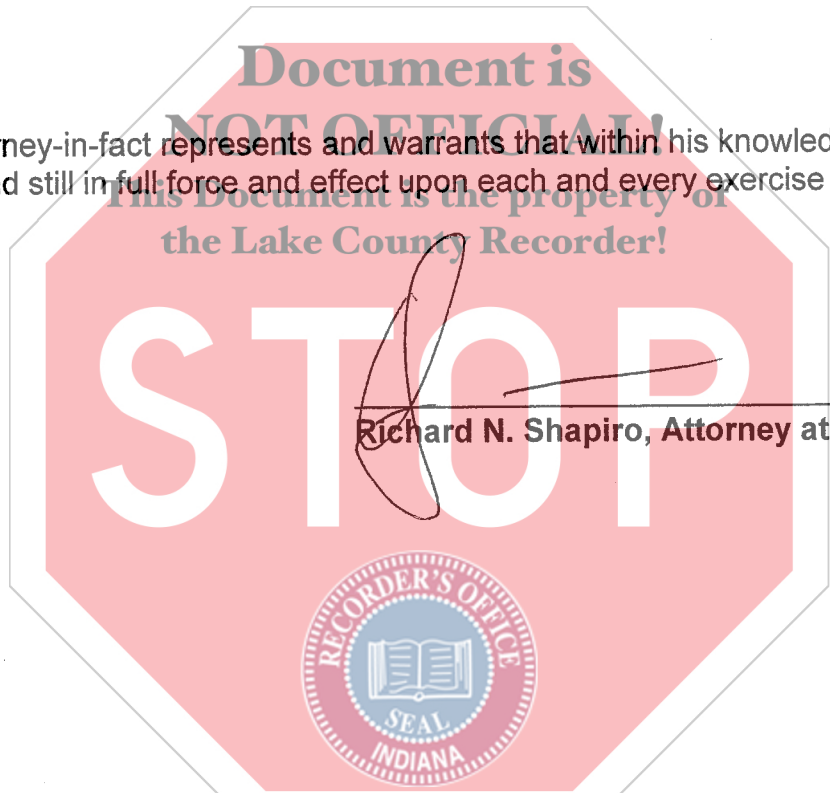 Document is
NOT OFFICIAL!
ney-in-fact represents and warrants that within his knowled
d still in full force and effect upon each and every exercise
This Document is the property of
the Lake County Recorder!
STOP
Richard N. Shapiro, Attorney at
RECORDER'S OFFICE
SEAL
INDIANA